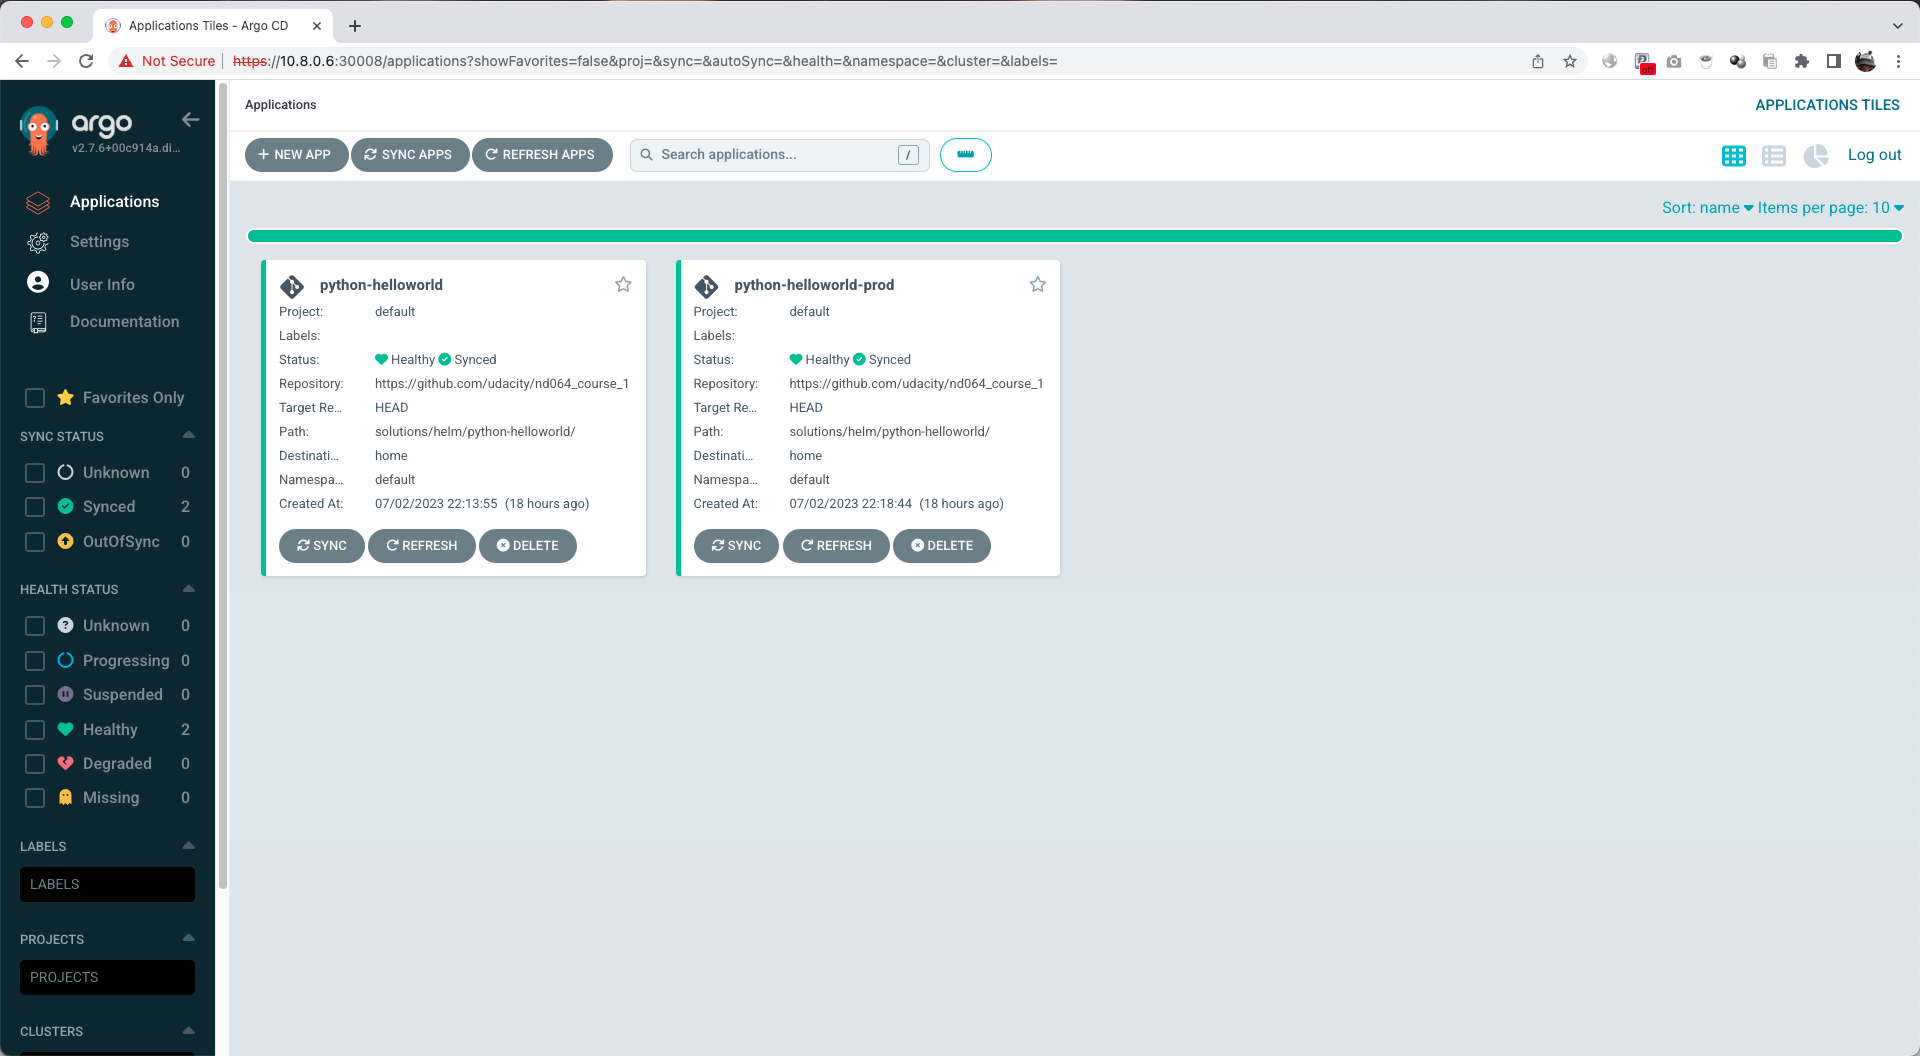 Applications Tiles - Argo CD
Not Secure
https://10.8.0.6:30008/applications?showFavorites=false&proj=&sync=&autoSync=&health=&namespace=&cluster=&labels=
off
argo
v2.7.6+00c914a.di...
Applications
Settings
User Info
Documentation
Favorites Only
SYNC STATUS
Unknown 0
Synced 2
OutOfSync 0
HEALTH STATUS
Unknown 0
Progressing 0
Suspended 0
Healthy 2
Degraded 0
Missing 0
LABELS
LABELS
PROJECTS
PROJECTS
CLUSTERS
Applications
APPLICATIONS TILES
+ NEW APP
SYNC APPS
REFRESH APPS
Search applications...
/
Log out
Sort: name
Items per page: 10
python-helloworld
Project: default
Labels:
Status: Healthy Synced
Repository: https://github.com/udacity/nd064_course_1
Target Re... HEAD
Path: solutions/helm/python-helloworld/
Destinati... home
Namespa... default
Created At: 07/02/2023 22:13:55 (18 hours ago)
SYNC
REFRESH
DELETE
python-helloworld-prod
Project: default
Labels:
Status: Healthy Synced
Repository: https://github.com/udacity/nd064_course_1
Target Re... HEAD
Path: solutions/helm/python-helloworld/
Destinati... home
Namespa... default
Created At: 07/02/2023 22:18:44 (18 hours ago)
SYNC
REFRESH
DELETE